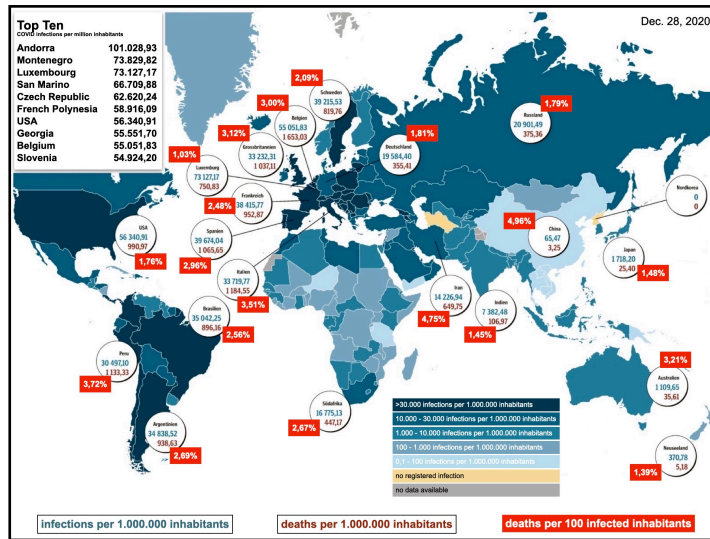 Top Ten
COVID infections per million inhabitants
Andorra 101.028,93
Montenegro 73.829,82
Luxembourg 73.127,17
San Marino 66.709,88
Czech Republic 62.620,24
French Polynesia 58.916,09
USA 56.340,91
Georgia 55.551,70
Belgium 55.051,83
Slovenia 54.924,20
Dec. 28, 2020
2,09%
Schweden
39 215,53
819,76
3,00%
Belgien
55 051,83
1 653,03
3,12%
Grossbritannien
33 232,31
1 037,11
1,81%
Deutschland
19 584,40
355,41
1,79%
Russland
20 901,49
375,36
1,03%
Luxemburg
73 127,17
750,83
2,48%
Frankreich
38 415,77
952,87
Nordkorea
0
0
4,96%
China
65,47
3,25
USA
56 340,91
990,97
1,76%
Spanien
39 674,04
1 065,65
2,96%
Japan
1 718,20
25,40
1,48%
Italien
33 719,77
1 184,55
3,51%
Iran
14 226,94
649,75
4,75%
Indien
7 382,48
106,97
1,45%
Brasilien
35 042,25
896,16
2,56%
Peru
30 497,10
1 133,33
3,72%
3,21%
Australien
1 109,65
35,61
Südafrika
16 775,13
447,17
2,67%
Argentinien
34 838,52
938,63
2,69%
Neuseeland
370,78
5,18
1,39%
>30.000 infections per 1.000.000 inhabitants
10.000 - 30.000 infections per 1.000.000 inhabitants
1.000 - 10.000 infections per 1.000.000 inhabitants
100 - 1.000 infections per 1.000.000 inhabitants
0,1 - 100 infections per 1.000.000 inhabitants
no registered infection
no data available
infections per 1.000.000 inhabitants
deaths per 1.000.000 inhabitants
deaths per 100 infected inhabitants